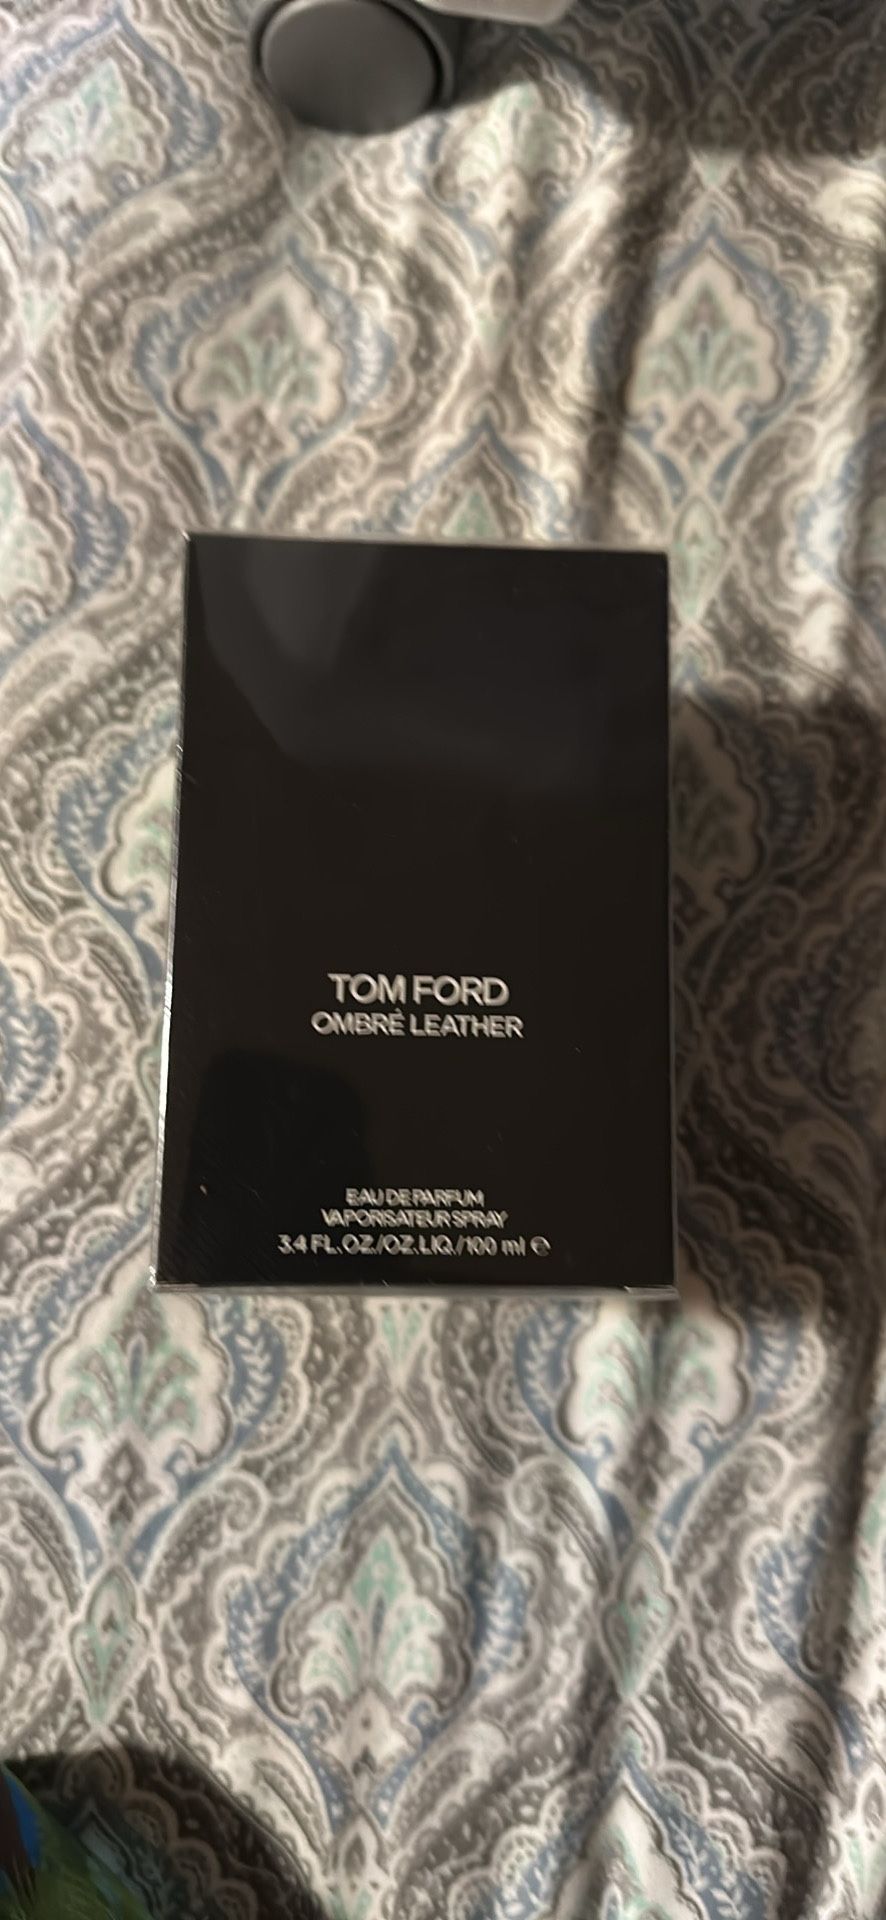 TOM FORD
OMBRÉ LEATHER
EAU DE PARFUM
VAPORISATEUR SPRAY
3.4 FL.OZ./OZ.LIQ./100 ml ℮